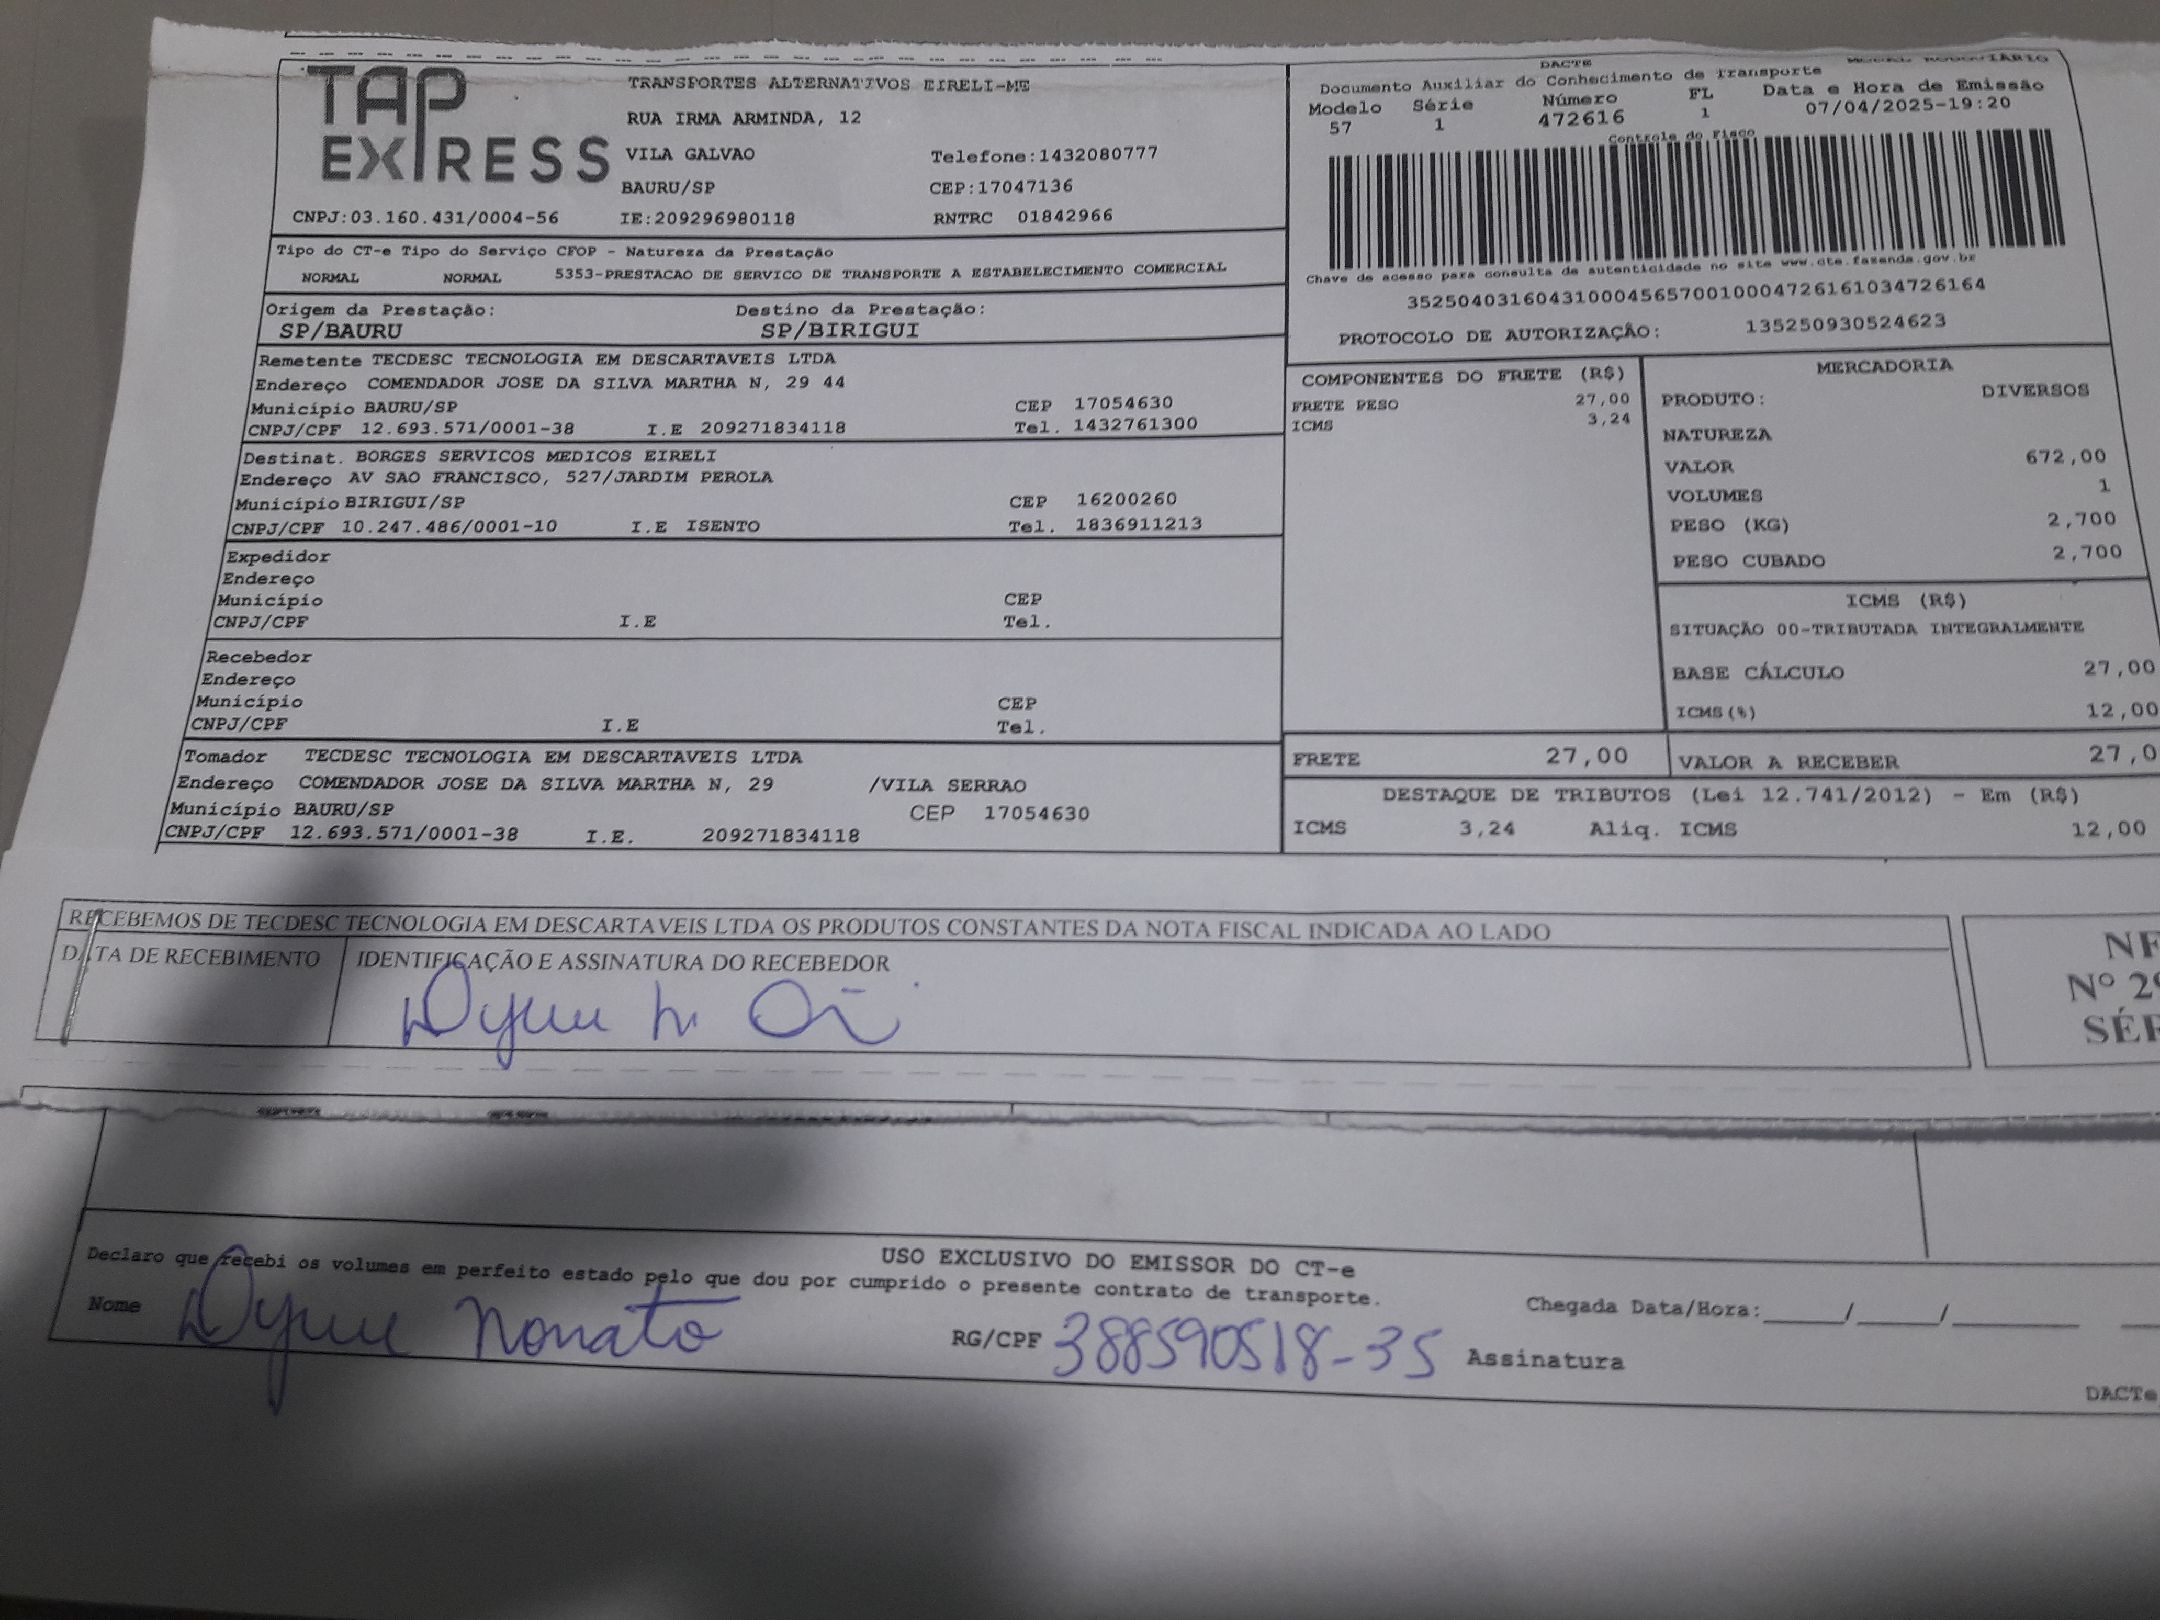 TAP EXPRESS
TRANSPORTES ALTERNATIVOS EIRELI-ME
RUA IRMA ARMINDA, 12
VILA GALVAO Telefone:1432080777
BAURU/SP CEP:17047136
CNPJ:03.160.431/0004-56 IE:209296980118 RNTRC 01842966
Tipo do CT-e Tipo do Serviço CFOP - Natureza da Prestação
NORMAL NORMAL 5353-PRESTACAO DE SERVICO DE TRANSPORTE A ESTABELECIMENTO COMERCIAL
Origem da Prestação: Destino da Prestação:
SP/BAURU SP/BIRIGUI
Remetente TECDESC TECNOLOGIA EM DESCARTAVEIS LTDA
Endereço COMENDADOR JOSE DA SILVA MARTHA N, 29 44
Município BAURU/SP CEP 17054630
CNPJ/CPF 12.693.571/0001-38 I.E 209271834118 Tel. 1432761300
Destinat. BORGES SERVICOS MEDICOS EIRELI
Endereço AV SAO FRANCISCO, 527/JARDIM PEROLA
Município BIRIGUI/SP CEP 16200260
CNPJ/CPF 10.247.486/0001-10 I.E ISENTO Tel. 1836911213
Expedidor
Endereço
Município CEP
CNPJ/CPF I.E Tel.
Recebedor
Endereço
Município CEP
CNPJ/CPF I.E Tel.
Tomador TECDESC TECNOLOGIA EM DESCARTAVEIS LTDA
Endereço COMENDADOR JOSE DA SILVA MARTHA N, 29 /VILA SERRAO
Município BAURU/SP CEP 17054630
CNPJ/CPF 12.693.571/0001-38 I.E. 209271834118
DACTE
Documento Auxiliar do Conhecimento de Transporte
Modelo Série Número FL Data e Hora de Emissão
57 1 472616 1 07/04/2025-19:20
Controle do Fisco
Chave de acesso para consulta de autenticidade no site www.cte.fazenda.gov.br
35250403160431000456570010004726161034726164
PROTOCOLO DE AUTORIZAÇÃO: 135250930524623
COMPONENTES DO FRETE (R$)
FRETE PESO 27,00
ICMS 3,24
MERCADORIA
PRODUTO: DIVERSOS
NATUREZA
VALOR 672,00
VOLUMES 1
PESO (KG) 2,700
PESO CUBADO 2,700
ICMS (R$)
SITUAÇÃO 00-TRIBUTADA INTEGRALMENTE
BASE CÁLCULO 27,00
ICMS(%) 12,00
FRETE 27,00 VALOR A RECEBER 27,0
DESTAQUE DE TRIBUTOS (Lei 12.741/2012) - Em (R$)
ICMS 3,24 Aliq. ICMS 12,00
RECEBEMOS DE TECDESC TECNOLOGIA EM DESCARTAVEIS LTDA OS PRODUTOS CONSTANTES DA NOTA FISCAL INDICADA AO LADO
DATA DE RECEBIMENTO IDENTIFICAÇÃO E ASSINATURA DO RECEBEDOR
NF
Nº 29
SÉR
USO EXCLUSIVO DO EMISSOR DO CT-e
Declaro que recebi os volumes em perfeito estado pelo que dou por cumprido o presente contrato de transporte.
Nome Nonato RG/CPF 388590518-35 Assinatura
Chegada Data/Hora:_____/_____/________
DACTe